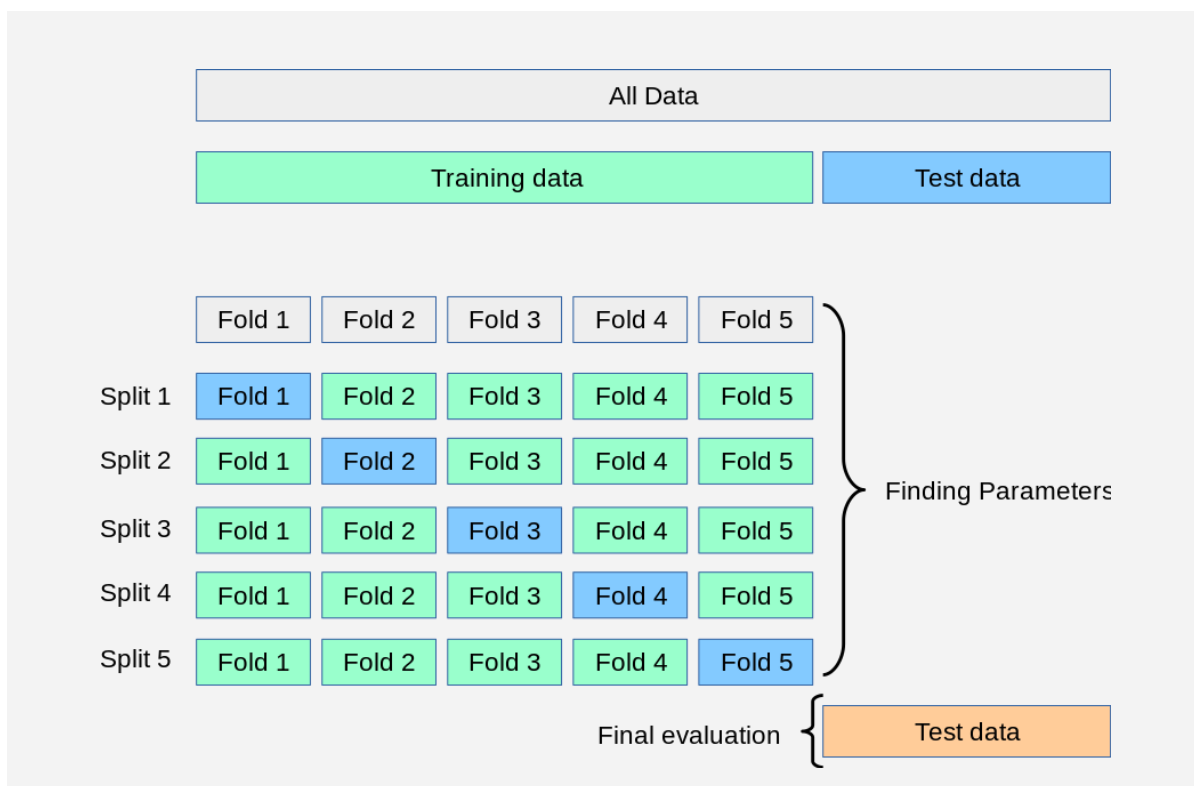 All Data
Training data Test data
Fold 1 Fold 2 Fold 3 Fold 4 Fold 5
Split 1 Fold 1 Fold 2 Fold 3 Fold 4 Fold 5
Split 2 Fold 1 Fold 2 Fold 3 Fold 4 Fold 5
Finding Parameters
Split 3 Fold 1 Fold 2 Fold 3 Fold 4 Fold 5
Split 4 Fold 1 Fold 2 Fold 3 Fold 4 Fold 5
Split 5 Fold 1 Fold 2 Fold 3 Fold 4 Fold 5
Final evaluation Test data